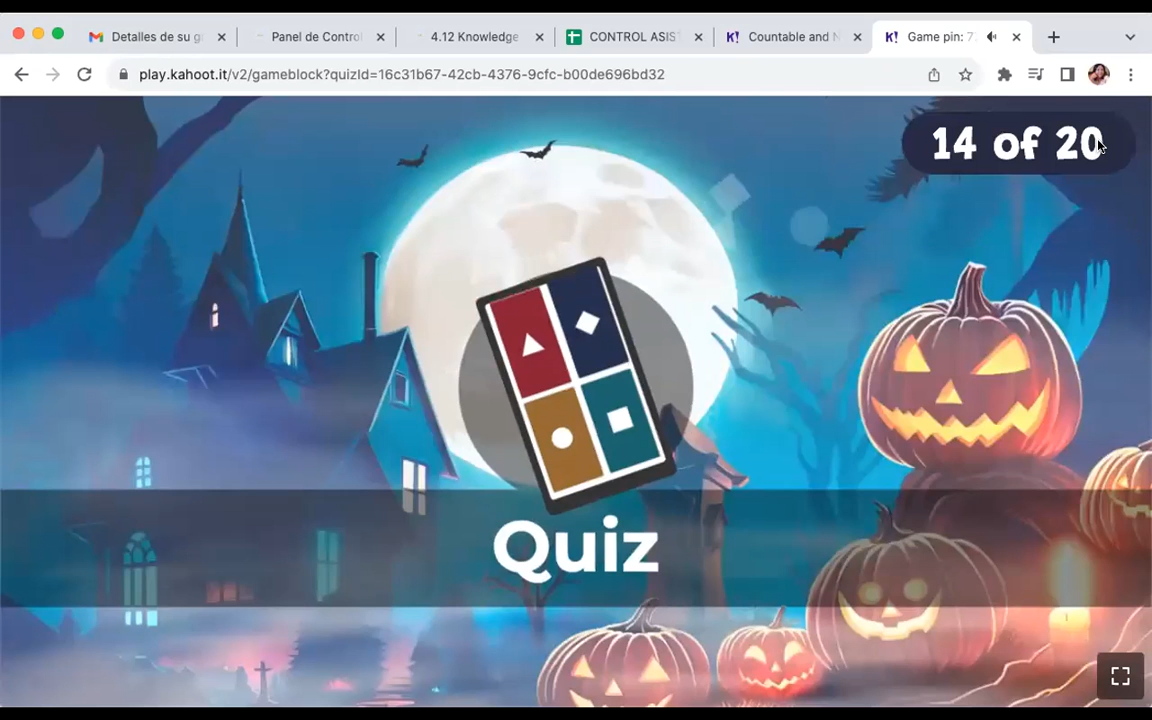 Detalles de su g
Panel de Contro
4.12 Knowledge
CONTROL ASIS
K! Countable and N
K! Game pin: 7
play.kahoot.it/v2/gameblock?quizId=16c31b67-42cb-4376-9cfc-b00de696bd32
14 of 20
Quiz